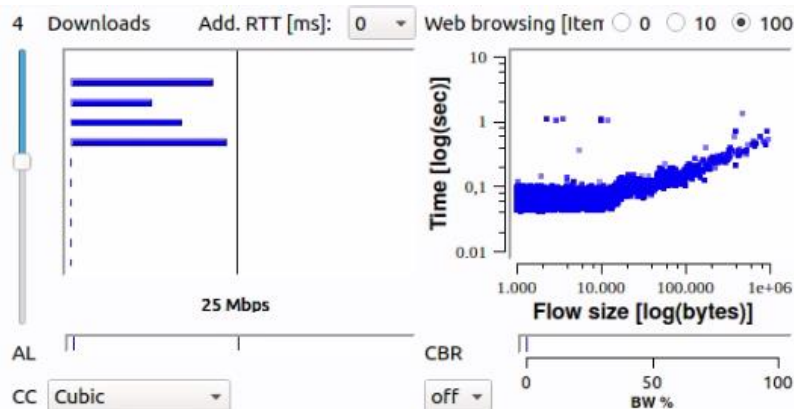 4 Downloads Add. RTT [ms]: 0 Web browsing [Iten 0 10 100
10
1
0,1
0.01
Time [log(sec)]
25 Mbps
1.000 10.000 100.000 1e+06
Flow size [log(bytes)]
AL
CBR
0 50 100
BW %
CC Cubic
off